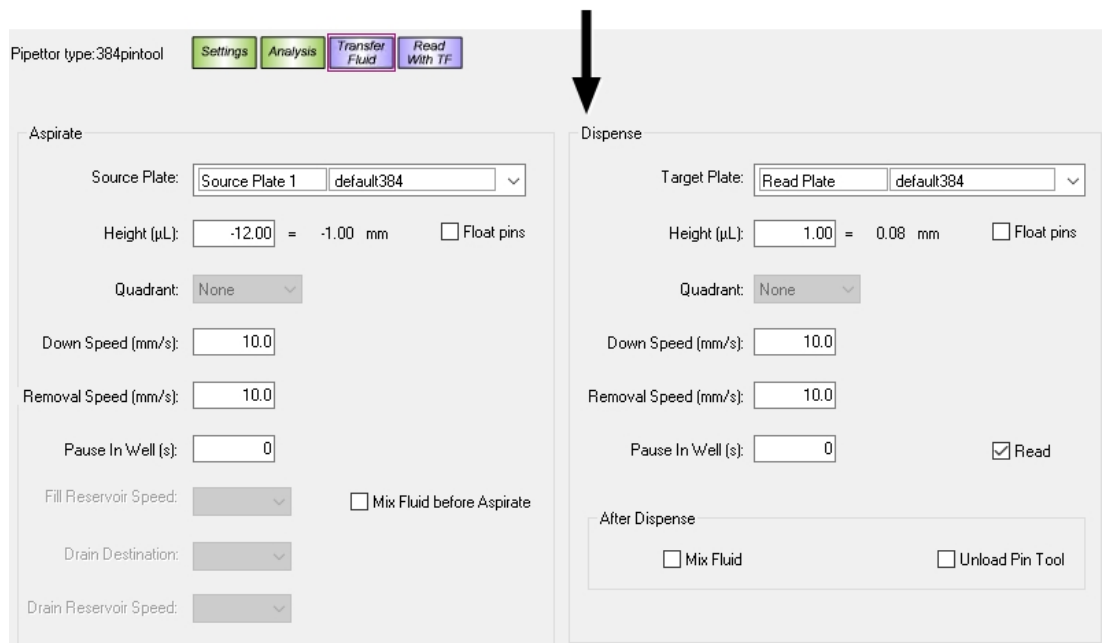 Pipettor type:384pintool
Settings
Analysis
Transfer
Fluid
Read
With TF
Aspirate
Source Plate: Source Plate 1 default384
Height (µL): -12.00 = -1.00 mm Float pins
Quadrant: None
Down Speed (mm/s): 10.0
Removal Speed (mm/s): 10.0
Pause In Well (s): 0
Fill Reservoir Speed: Mix Fluid before Aspirate
Drain Destination:
Drain Reservoir Speed:
Dispense
Target Plate: Read Plate default384
Height (µL): 1.00 = 0.08 mm Float pins
Quadrant: None
Down Speed (mm/s): 10.0
Removal Speed (mm/s): 10.0
Pause In Well (s): 0 Read
After Dispense
Mix Fluid Unload Pin Tool